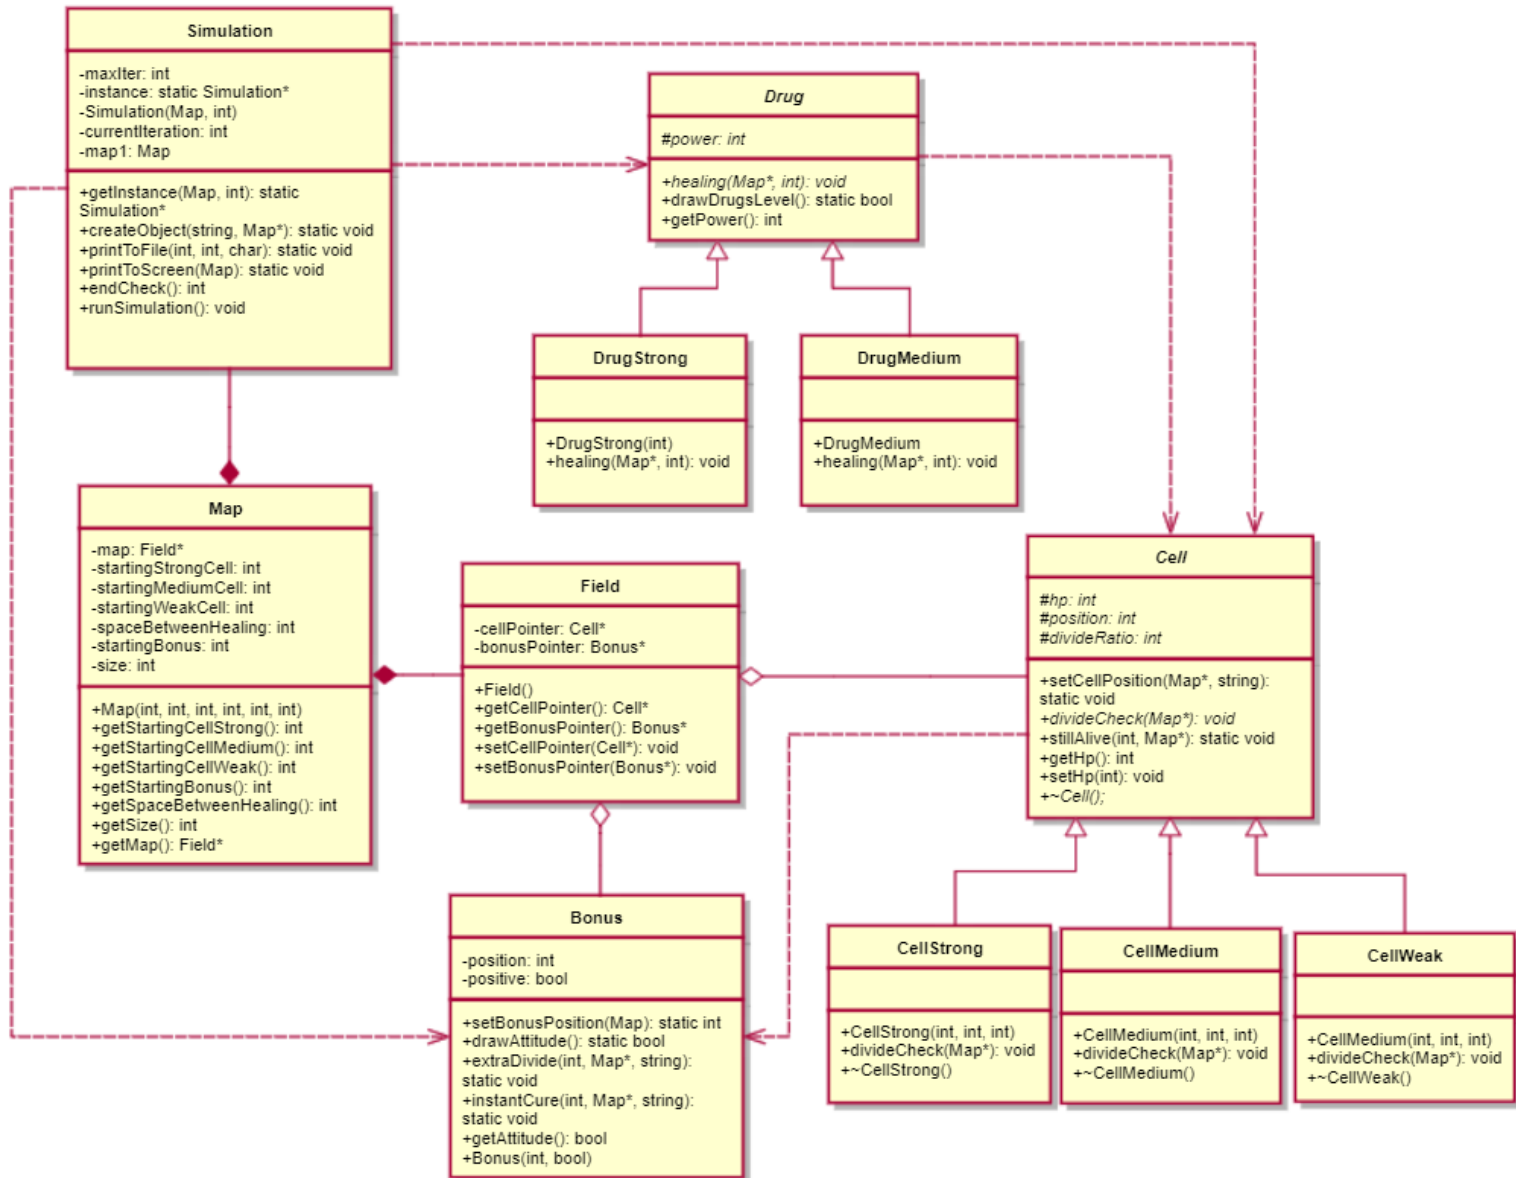 Simulation
-maxIter: int
-instance: static Simulation*
-Simulation(Map, int)
-currentIteration: int
-map1: Map
+getInstance(Map, int): static
Simulation*
+createObject(string, Map*): static void
+printToFile(int, int, char): static void
+printToScreen(Map): static void
+endCheck(): int
+runSimulation(): void
Drug
#power: int
+healing(Map*, int): void
+drawDrugsLevel(): static bool
+getPower(): int
DrugStrong
+DrugStrong(int)
+healing(Map*, int): void
DrugMedium
+DrugMedium
+healing(Map*, int): void
Map
-map: Field*
-startingStrongCell: int
-startingMediumCell: int
-startingWeakCell: int
-spaceBetweenHealing: int
-startingBonus: int
-size: int
+Map(int, int, int, int, int, int)
+getStartingCellStrong(): int
+getStartingCellMedium(): int
+getStartingCellWeak(): int
+getStartingBonus(): int
+getSpaceBetweenHealing(): int
+getSize(): int
+getMap(): Field*
Field
-cellPointer: Cell*
-bonusPointer: Bonus*
+Field()
+getCellPointer(): Cell*
+getBonusPointer(): Bonus*
+setCellPointer(Cell*): void
+setBonusPointer(Bonus*): void
Cell
#hp: int
#position: int
#divideRatio: int
+setCellPosition(Map*, string):
static void
+divideCheck(Map*): void
+stillAlive(int, Map*): static void
+getHp(): int
+setHp(int): void
+~Cell();
Bonus
-position: int
-positive: bool
+setBonusPosition(Map): static int
+drawAttitude(): static bool
+extraDivide(int, Map*, string):
static void
+instantCure(int, Map*, string):
static void
+getAttitude(): bool
+Bonus(int, bool)
CellStrong
+CellStrong(int, int, int)
+divideCheck(Map*): void
+~CellStrong()
CellMedium
+CellMedium(int, int, int)
+divideCheck(Map*): void
+~CellMedium()
CellWeak
+CellMedium(int, int, int)
+divideCheck(Map*): void
+~CellWeak()